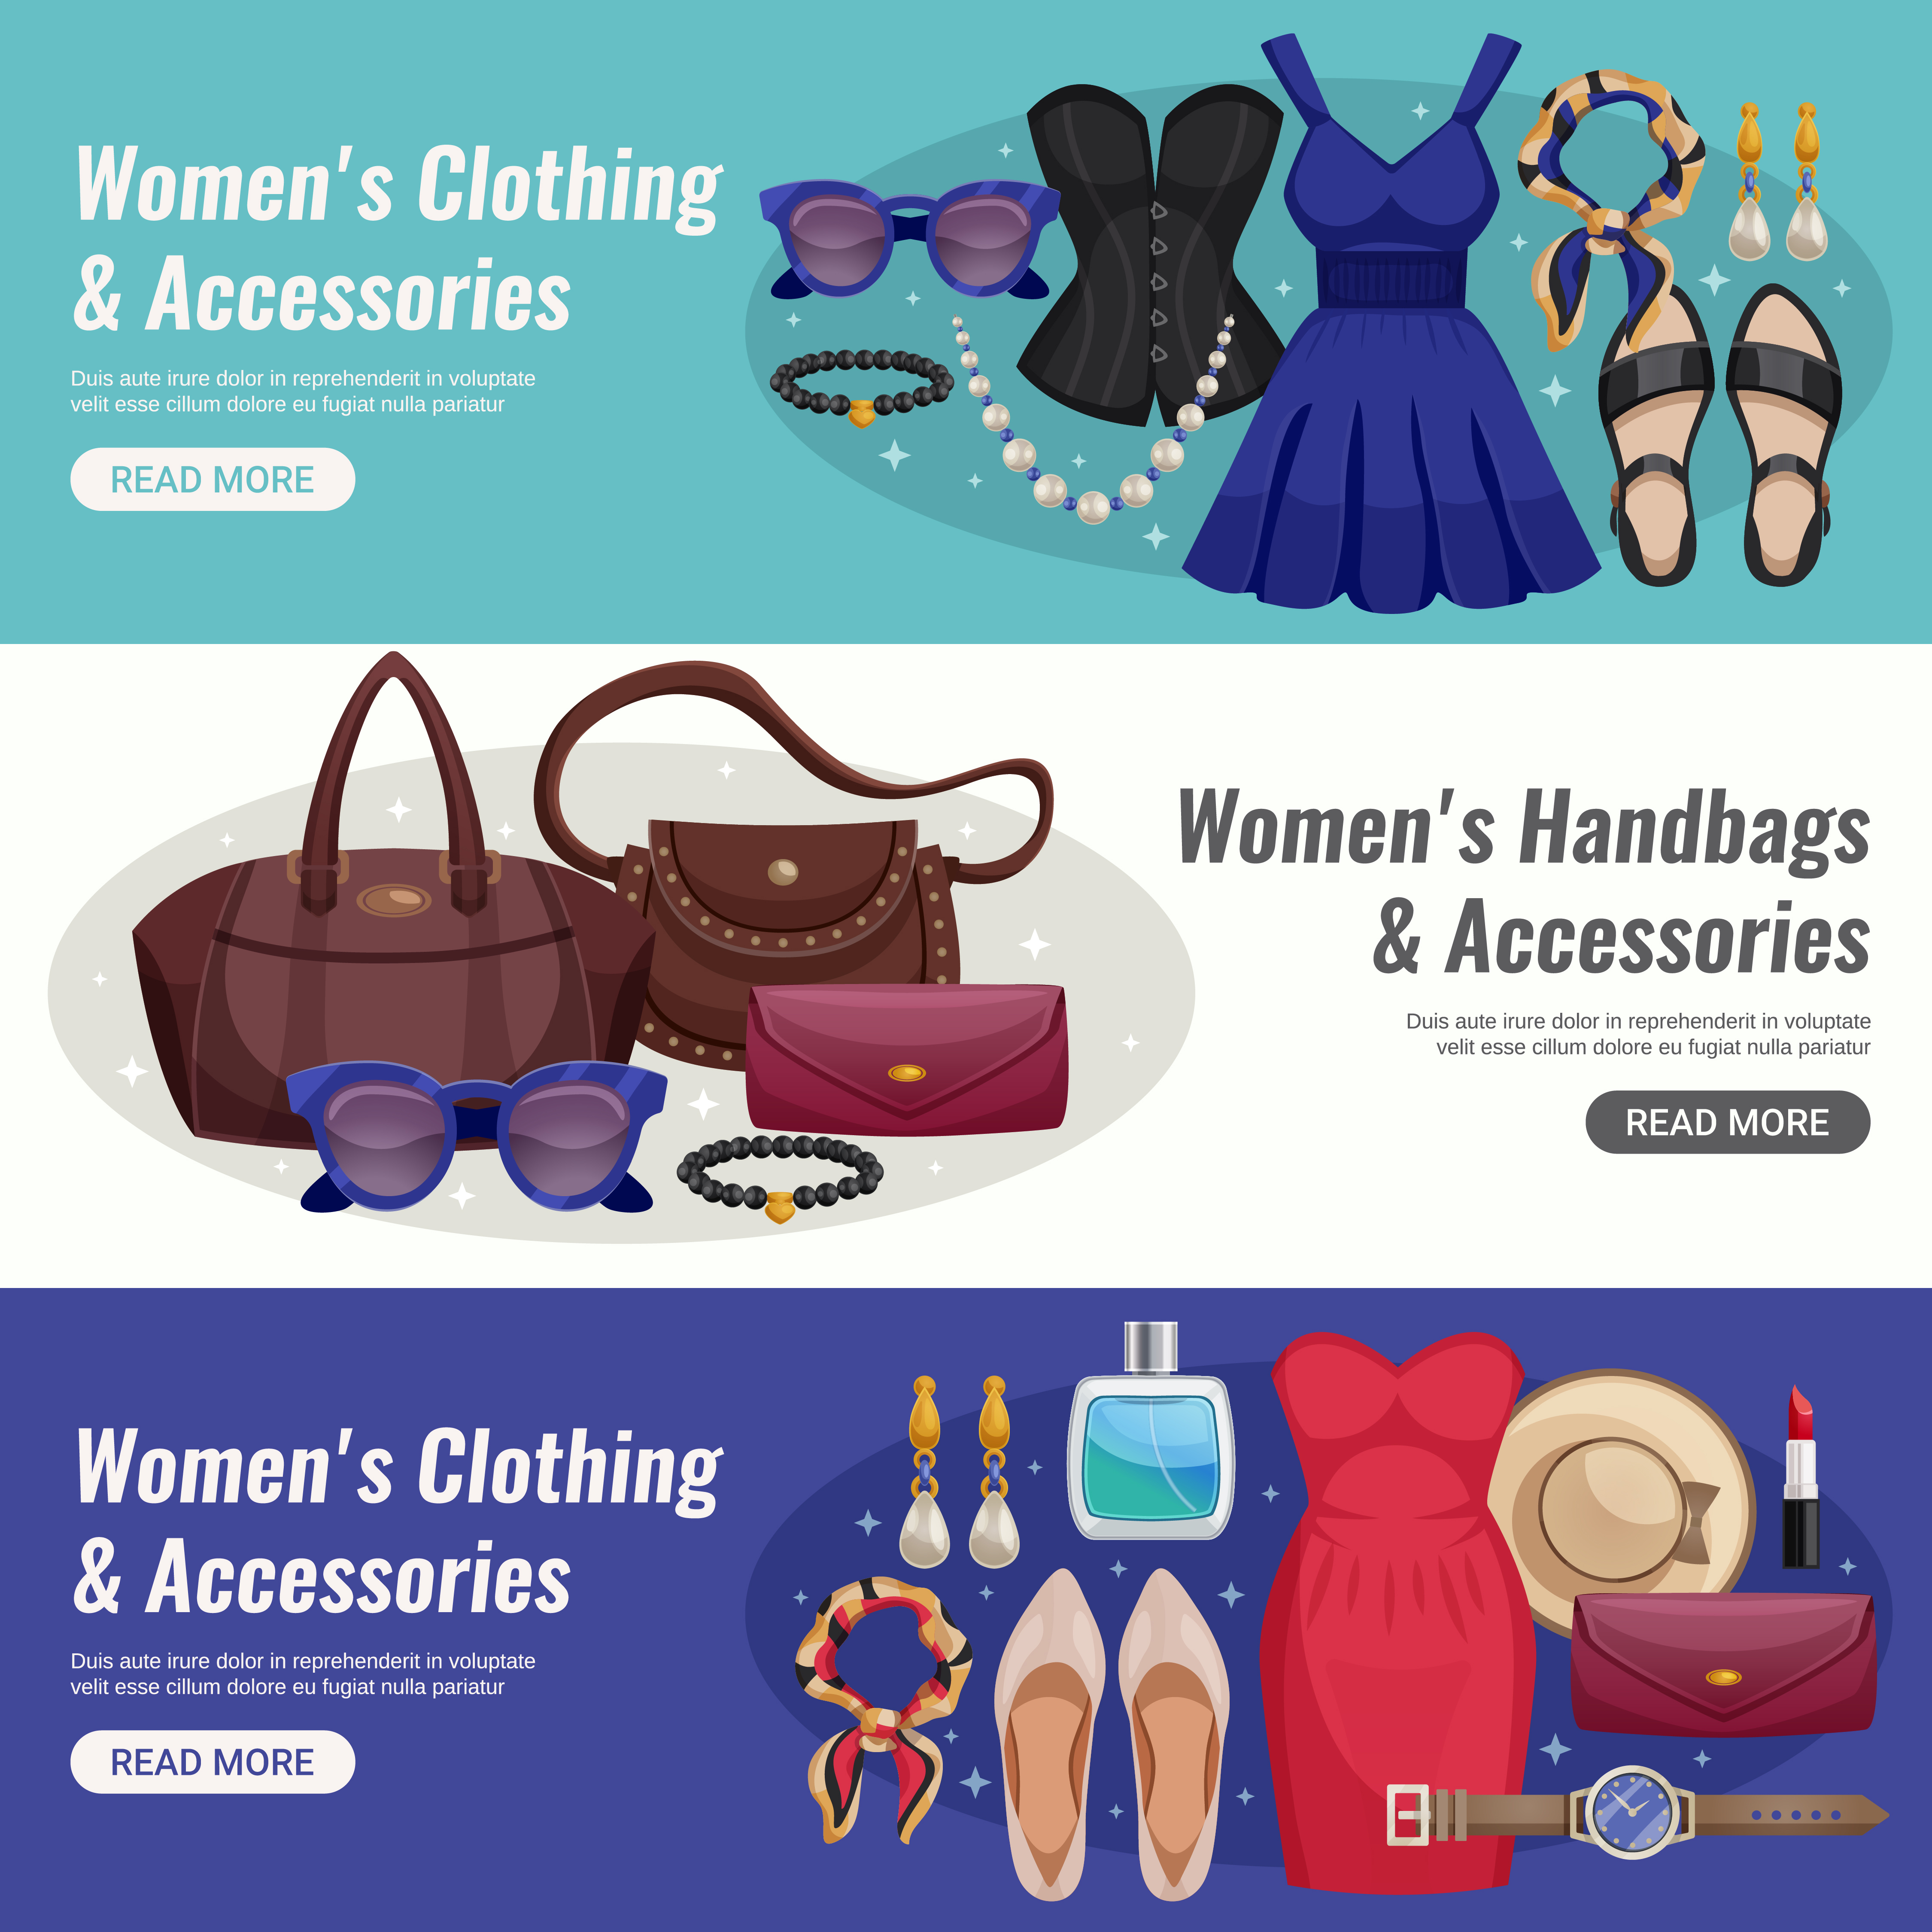 Women's Clothing
& Accessories
Duis aute irure dolor in reprehenderit in voluptate
velit esse cillum dolore eu fugiat nulla pariatur
READ MORE
Women's Handbags
& Accessories
Duis aute irure dolor in reprehenderit in voluptate
velit esse cillum dolore eu fugiat nulla pariatur
READ MORE
Women's Clothing
& Accessories
Duis aute irure dolor in reprehenderit in voluptate
velit esse cillum dolore eu fugiat nulla pariatur
READ MORE